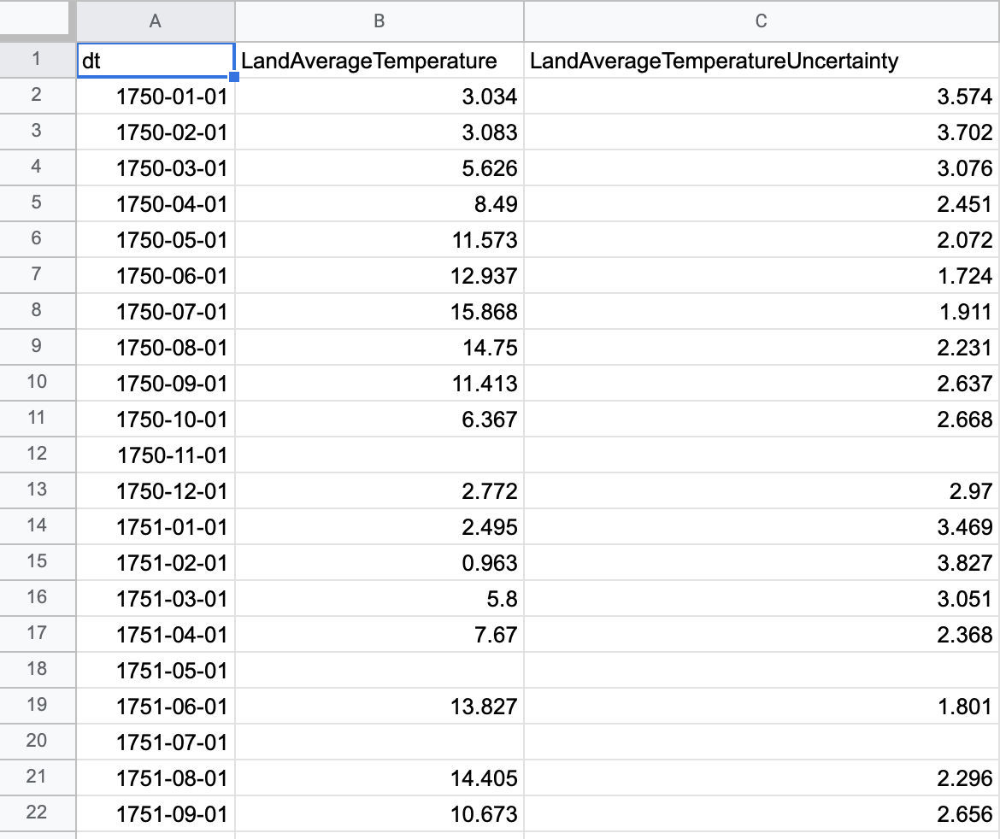 A B C
1 dt LandAverageTemperature LandAverageTemperatureUncertainty
2 1750-01-01 3.034 3.574
3 1750-02-01 3.083 3.702
4 1750-03-01 5.626 3.076
5 1750-04-01 8.49 2.451
6 1750-05-01 11.573 2.072
7 1750-06-01 12.937 1.724
8 1750-07-01 15.868 1.911
9 1750-08-01 14.75 2.231
10 1750-09-01 11.413 2.637
11 1750-10-01 6.367 2.668
12 1750-11-01
13 1750-12-01 2.772 2.97
14 1751-01-01 2.495 3.469
15 1751-02-01 0.963 3.827
16 1751-03-01 5.8 3.051
17 1751-04-01 7.67 2.368
18 1751-05-01
19 1751-06-01 13.827 1.801
20 1751-07-01
21 1751-08-01 14.405 2.296
22 1751-09-01 10.673 2.656